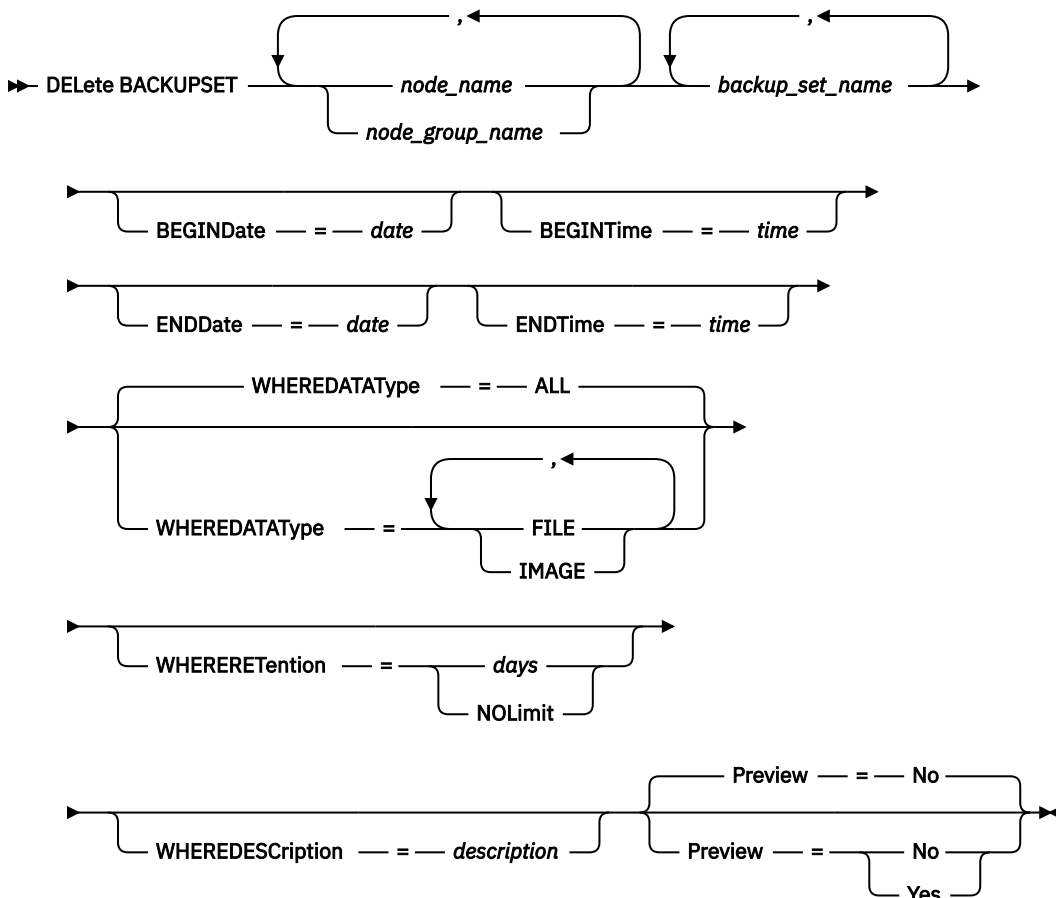 ,
,
DELete BACKUPSET node_name backup_set_name
node_group_name
BEGINDate = date BEGINTime = time
ENDDate = date ENDTime = time
WHEREDATAType = ALL
,
WHEREDATAType = FILE
IMAGE
WHERERETention = days
NOLimit
Preview = No
WHEREDESCription = description Preview = No
Yes